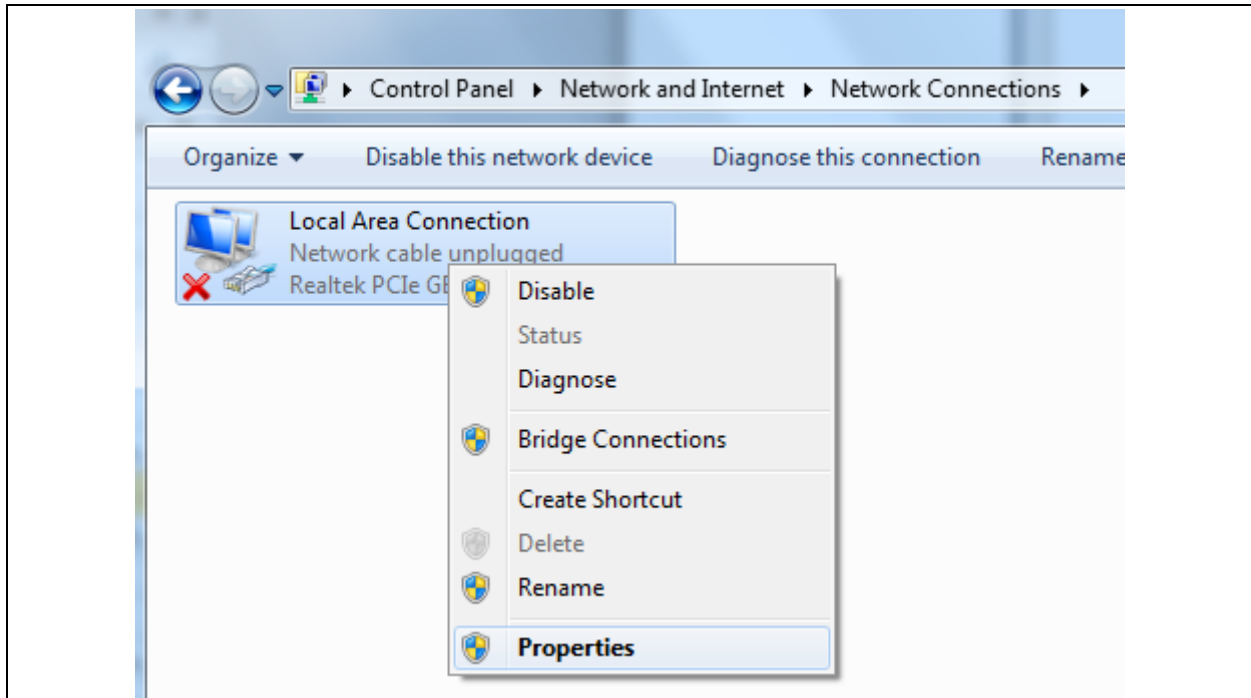 Control Panel Network and Internet Network Connections
Organize Disable this network device Diagnose this connection Rename
Local Area Connection
Network cable unplugged
Realtek PCIe
Disable
Status
Diagnose
Bridge Connections
Create Shortcut
Delete
Rename
Properties